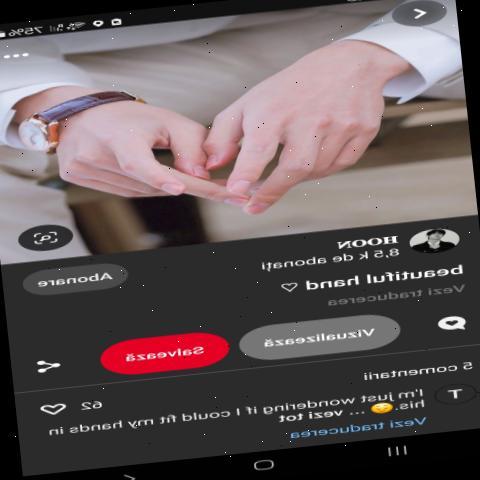 75%
HOON
8,5 k de abonați
Abonare
beautiful hand ♡
Vezi traducerea
Vizualizează
Salvează
5 comentarii
T
I'm just wondering if I could fit my hands in
his.😏 ... vezi tot
Vezi traducerea
62